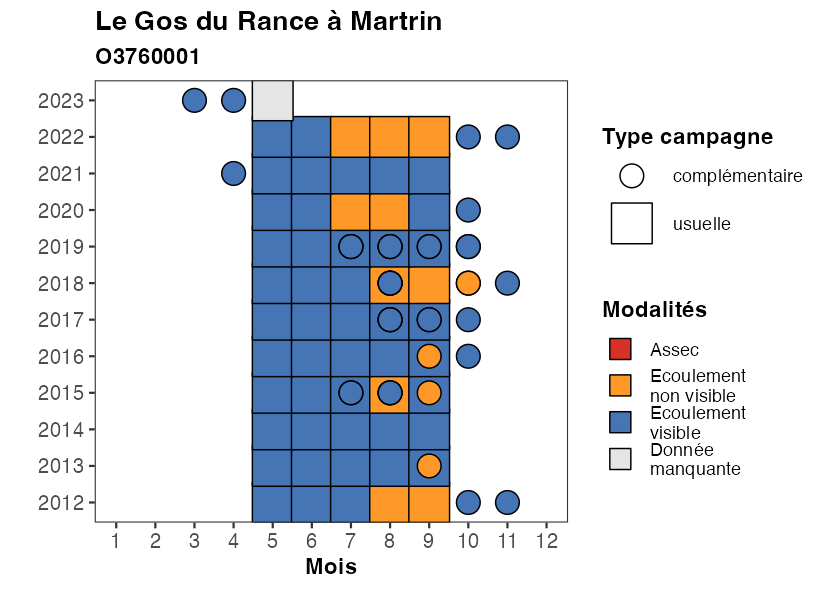 Le Gos du Rance à Martrin
O3760001
2023
2022
2021
2020
2019
2018
2017
2016
2015
2014
2013
2012
1 2 3 4 5 6 7 8 9 10 11 12
Mois
Type campagne
complémentaire
usuelle
Modalités
Assec
Ecoulement
non visible
Ecoulement
visible
Donnée
manquante